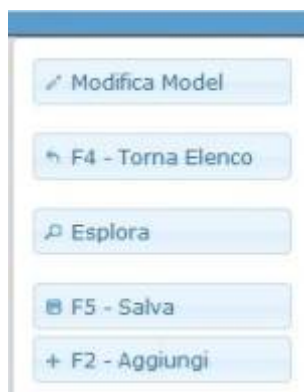 Modifica Model
F4 - Torna Elenco
Esplora
F5 - Salva
F2 - Aggiungi